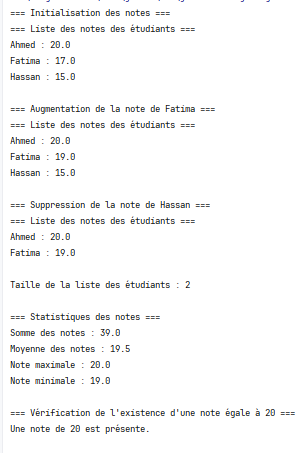 === Initialisation des notes ===
=== Liste des notes des étudiants ===
Ahmed : 20.0
Fatima : 17.0
Hassan : 15.0

=== Augmentation de la note de Fatima ===
=== Liste des notes des étudiants ===
Ahmed : 20.0
Fatima : 19.0
Hassan : 15.0

=== Suppression de la note de Hassan ===
=== Liste des notes des étudiants ===
Ahmed : 20.0
Fatima : 19.0

Taille de la liste des étudiants : 2

=== Statistiques des notes ===
Somme des notes : 39.0
Moyenne des notes : 19.5
Note maximale : 20.0
Note minimale : 19.0

=== Vérification de l'existence d'une note égale à 20 ===
Une note de 20 est présente.